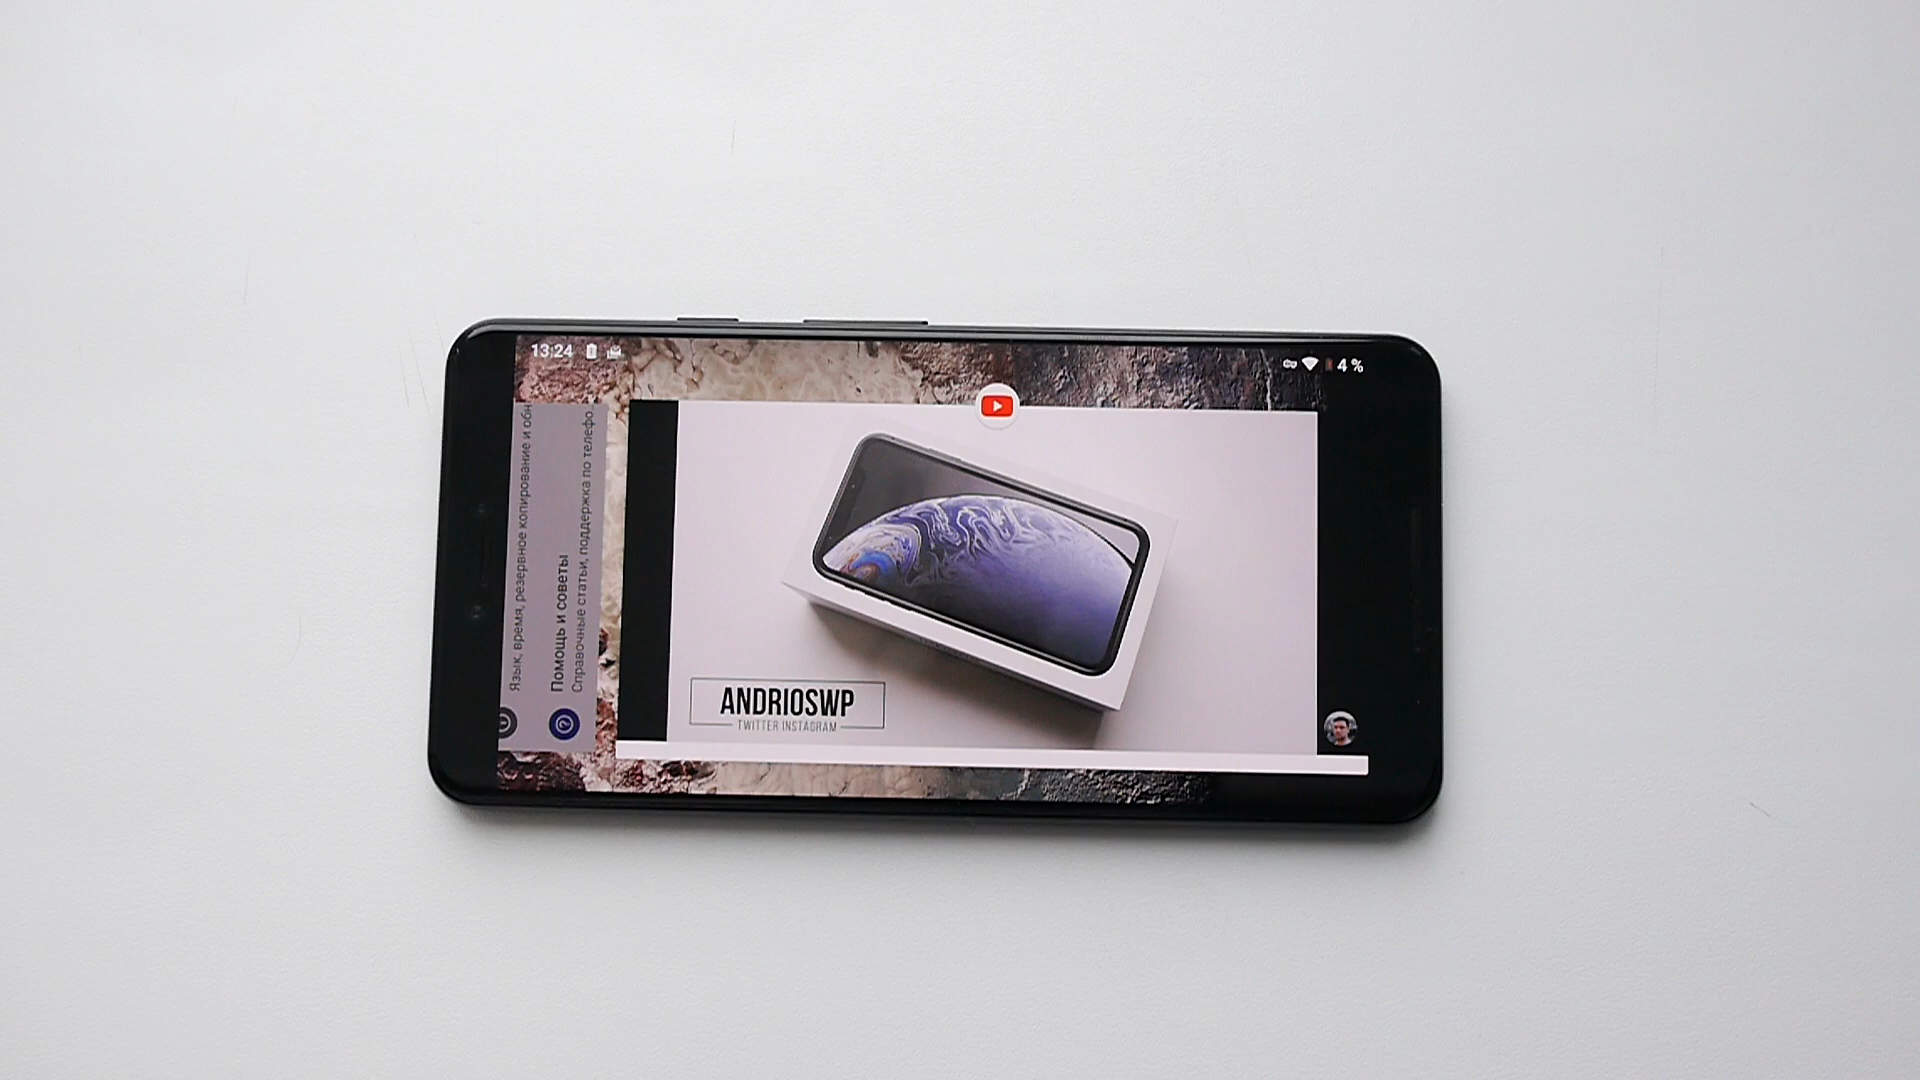 13:24
4 %
Язык, время, резервное копирование и обн
Помощь и советы
Справочные статьи, поддержка по телефо...
ANDRIOSWP
TWITTER INSTAGRAM